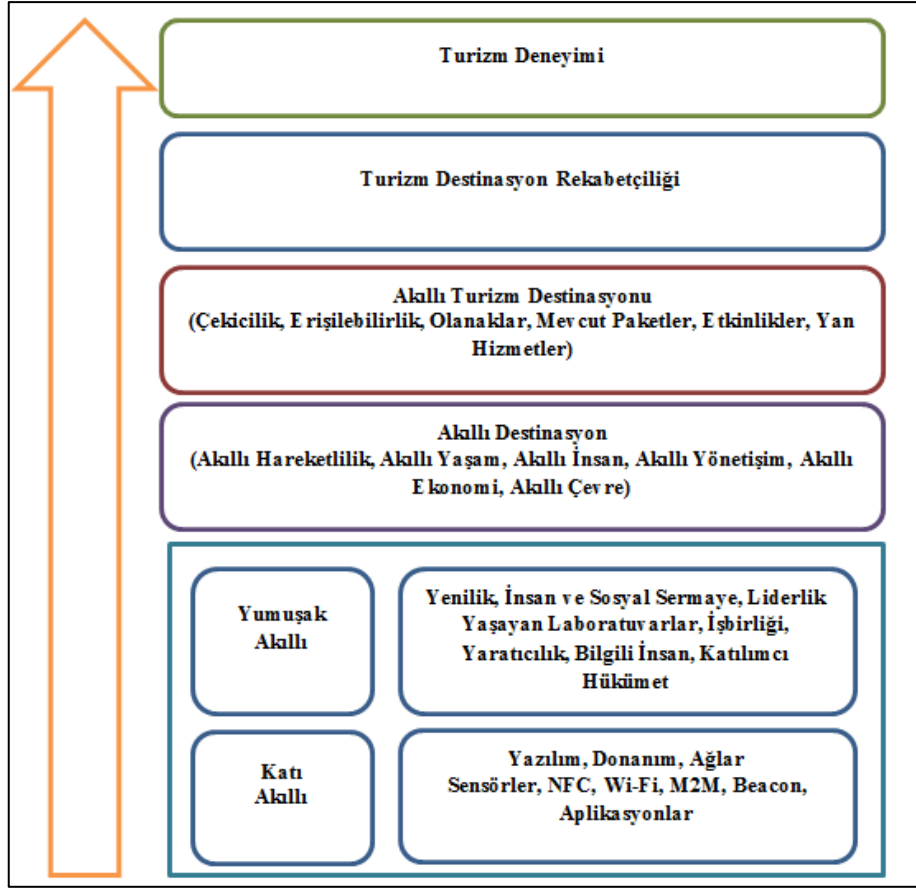 Turizm Deneyimi
Turizm Destinasyon Rekabetçiliği
Akıllı Turizm Destinasyonu
(Çekicilik, Erişilebilirlik, Olanaklar, Mevcut Paketler, Etkinlikler, Yan
Hizmetler)
Akıllı Destinasyon
(Akıllı Hareketlilik, Akıllı Yaşam, Akıllı İnsan, Akıllı Yönetişim, Akıllı
Ekonomi, Akıllı Çevre)
Yumuşak
Akıllı
Yenilik, İnsan ve Sosyal Sermaye, Liderlik
Yaşayan Laboratuvarlar, İşbirliği,
Yaratıcılık, Bilgili İnsan, Katılımcı
Hükümet
Katı
Akıllı
Yazılım, Donanım, Ağlar
Sensörler, NFC, Wi-Fi, M2M, Beacon,
Aplikasyonlar